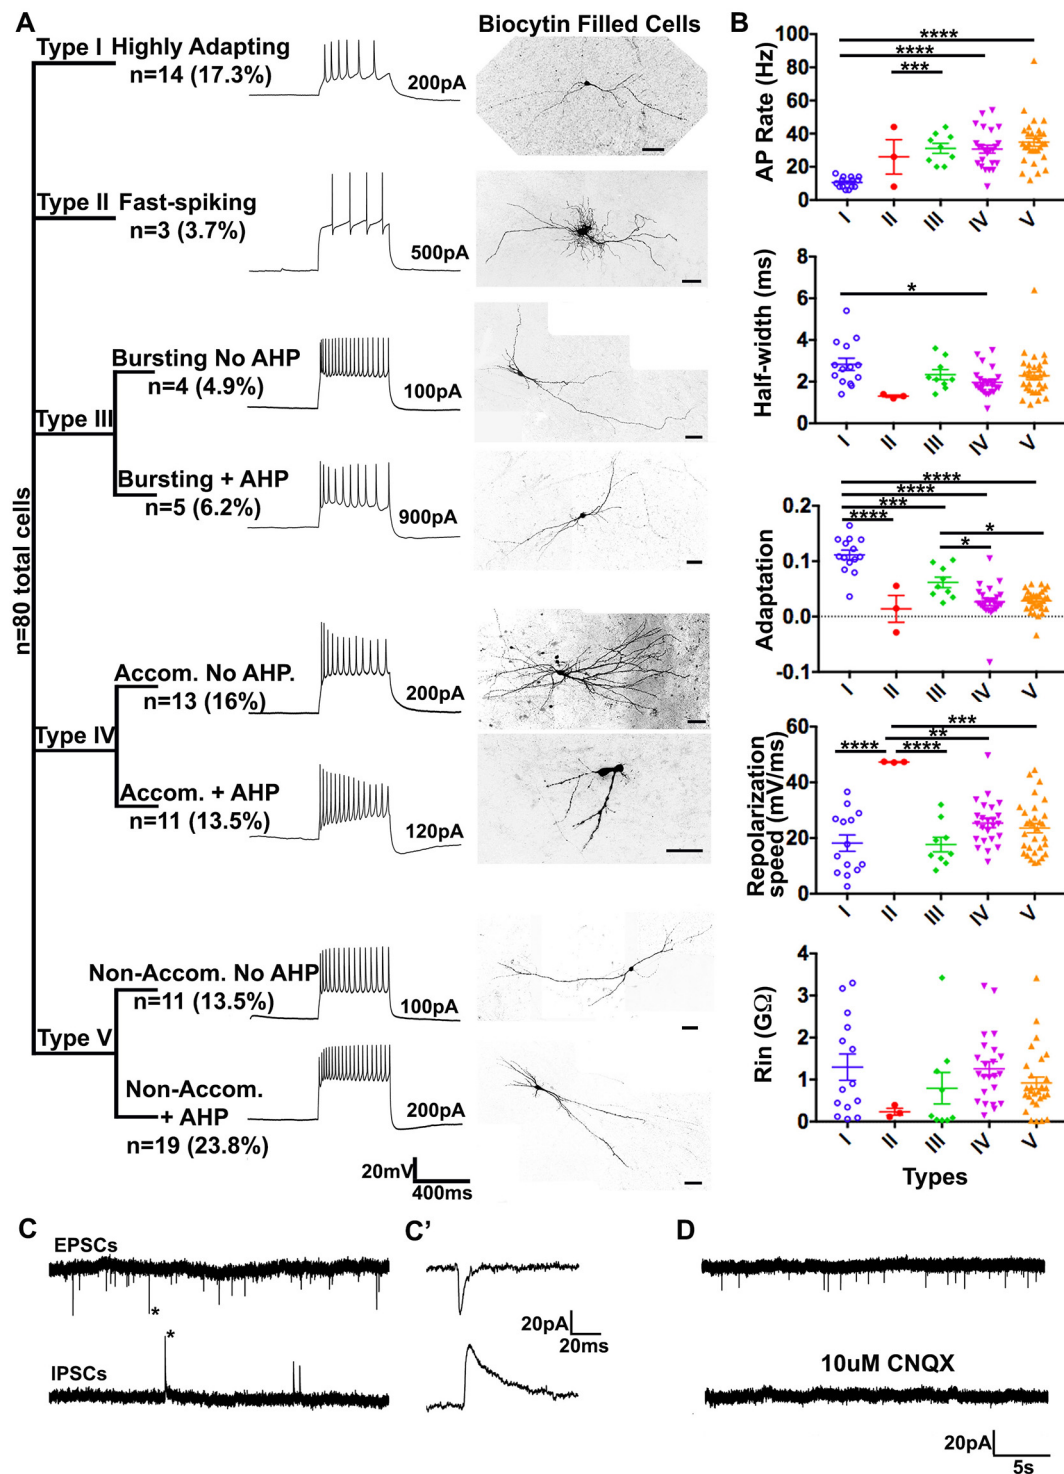 A
Biocytin Filled Cells
n=80 total cells
Type I Highly Adapting
n=14 (17.3%)
200pA
Type II Fast-spiking
n=3 (3.7%)
500pA
Type III
Bursting No AHP
n=4 (4.9%)
100pA
Bursting + AHP
n=5 (6.2%)
900pA
Type IV
Accom. No AHP.
n=13 (16%)
200pA
Accom. + AHP
n=11 (13.5%)
120pA
Type V
Non-Accom. No AHP
n=11 (13.5%)
100pA
Non-Accom.
+ AHP
n=19 (23.8%)
200pA
20mV
400ms
B
AP Rate (Hz)
100
80
60
40
20
0
****
****
***
I II III IV V
Half-width (ms)
8
6
4
2
0
*
I II III IV V
Adaptation
0.2
0.1
0.0
-0.1
****
****
***
****
*
*
I II III IV V
Repolarization
speed (mV/ms)
60
40
20
0
***
**
**** ****
I II III IV V
Rin (GΩ)
4
3
2
1
0
I II III IV V
Types
C
EPSCs
*
*
IPSCs
C'
20pA
20ms
D
10uM CNQX
20pA
5s